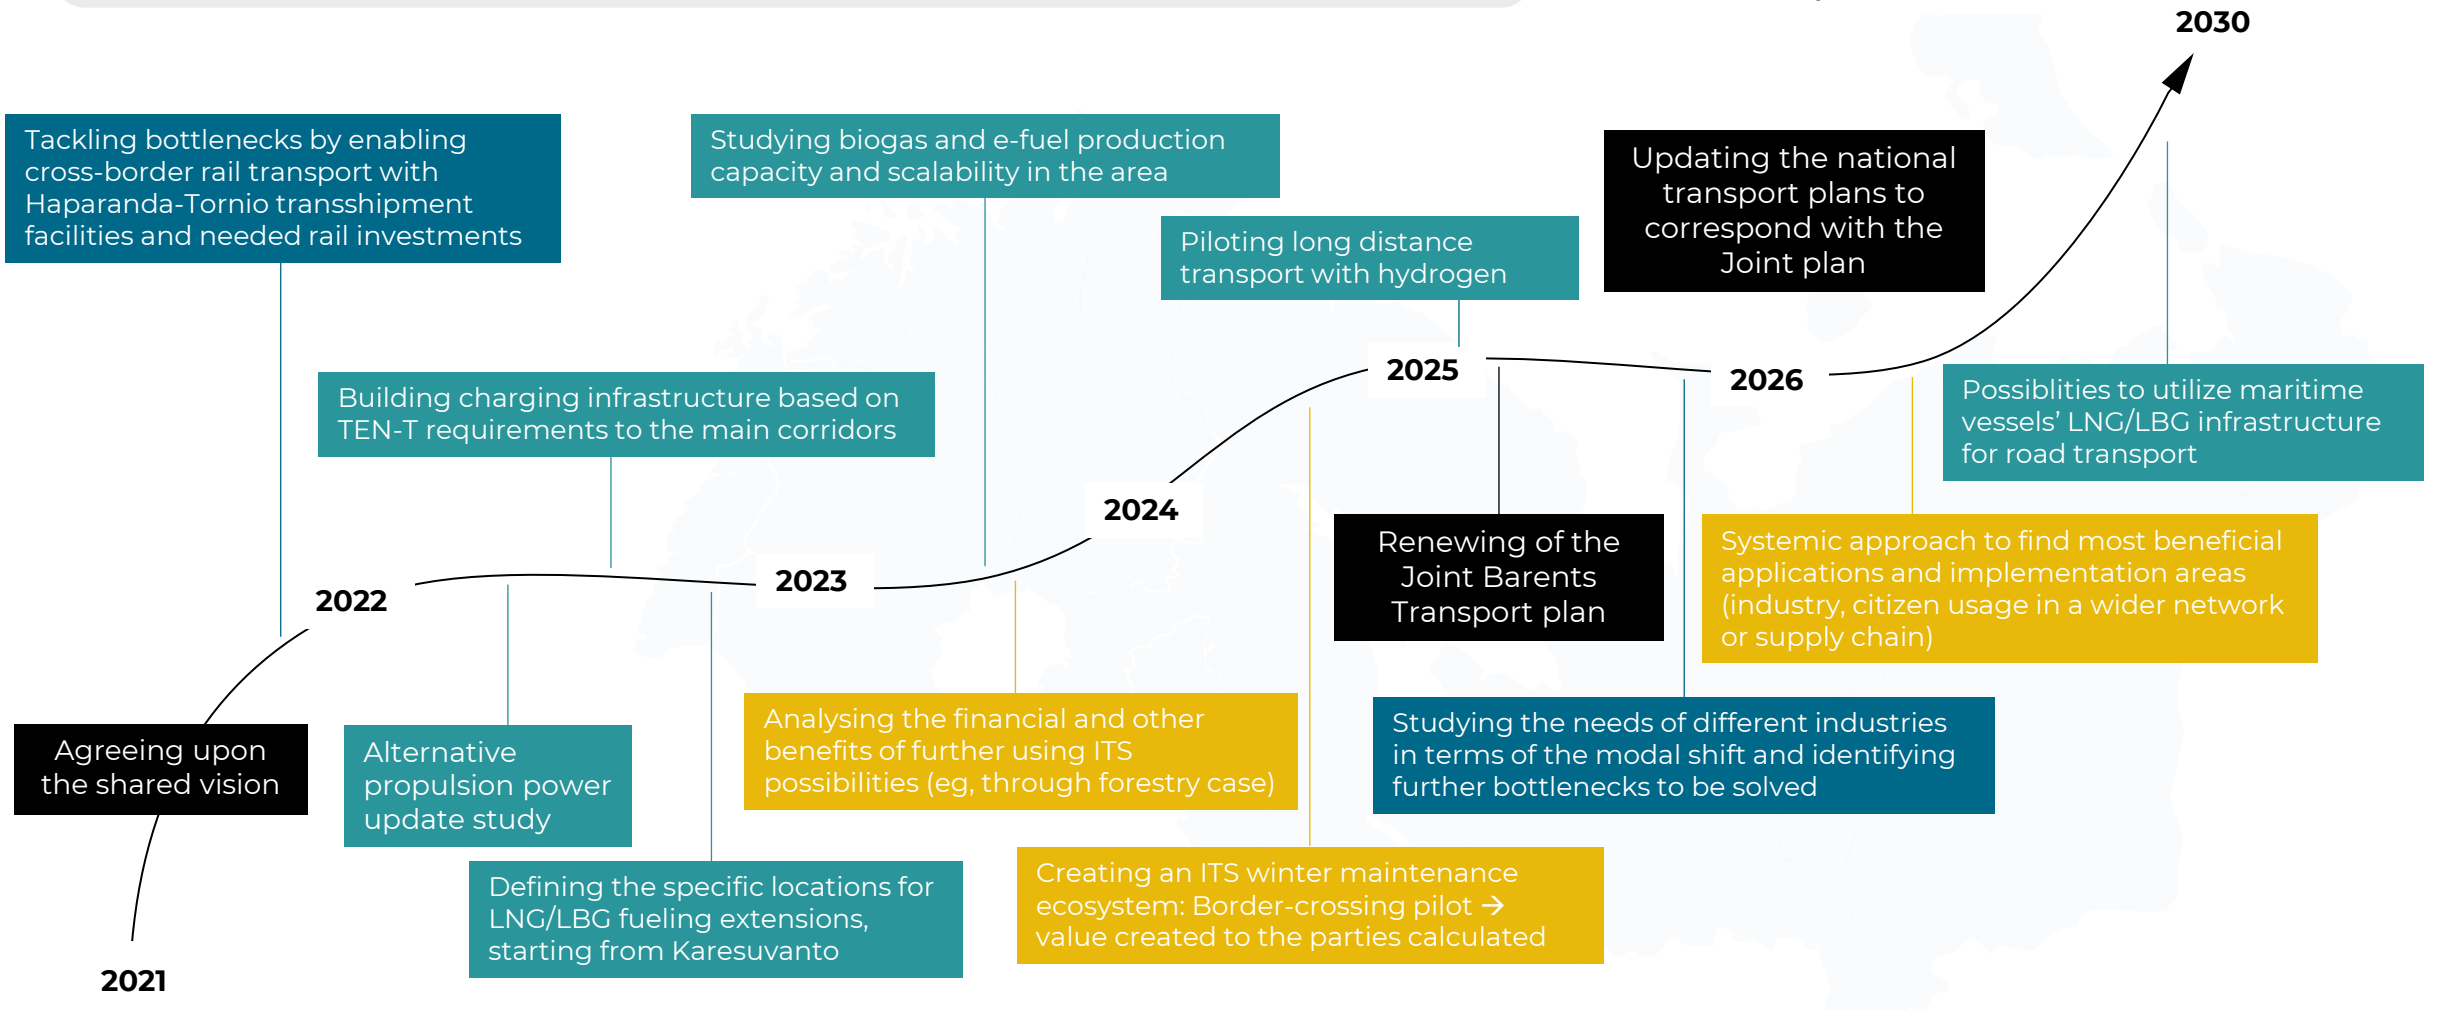 2030
Tackling bottlenecks by enabling
cross-border rail transport with
Haparanda-Tornio transshipment
facilities and needed rail investments
Studying biogas and e-fuel production
capacity and scalability in the area
Piloting long distance
transport with hydrogen
Updating the national
transport plans to
correspond with the
Joint plan
Building charging infrastructure based on
TEN-T requirements to the main corridors
2025
2026
Possiblities to utilize maritime
vessels’ LNG/LBG infrastructure
for road transport
2024
Renewing of the
Joint Barents
Transport plan
Systemic approach to find most beneficial
applications and implementation areas
(industry, citizen usage in a wider network
or supply chain)
2022
2023
Agreeing upon
the shared vision
Alternative
propulsion power
update study
Analysing the financial and other
benefits of further using ITS
possibilities (eg, through forestry case)
Studying the needs of different industries
in terms of the modal shift and identifying
further bottlenecks to be solved
Defining the specific locations for
LNG/LBG fueling extensions,
starting from Karesuvanto
Creating an ITS winter maintenance
ecosystem: Border-crossing pilot →
value created to the parties calculated
2021